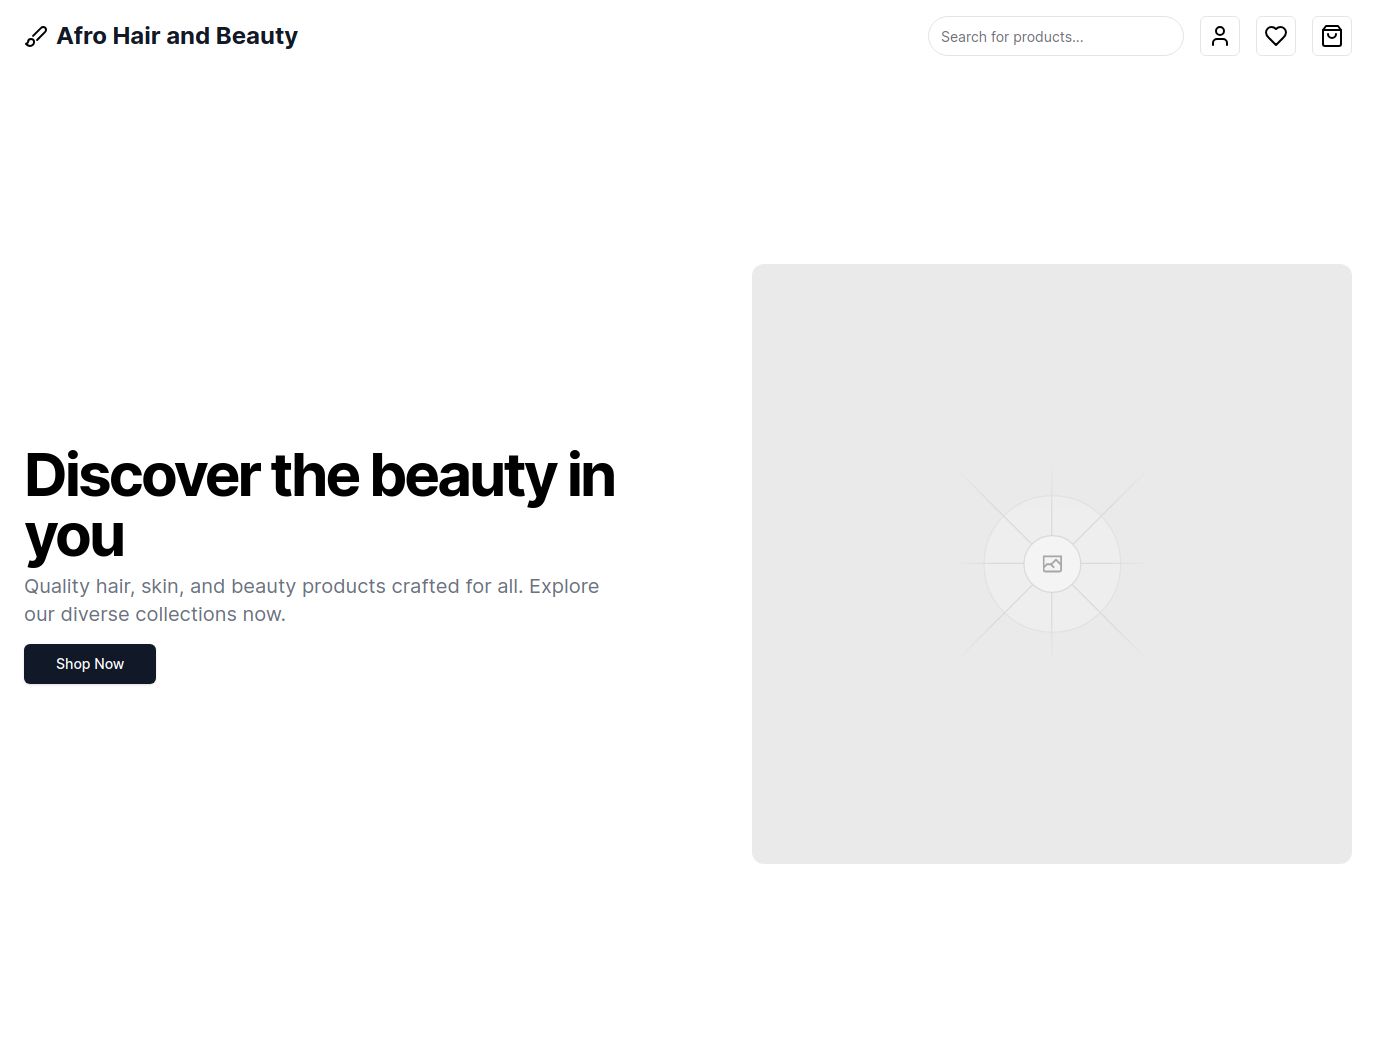 Afro Hair and Beauty
Search for products...
Discover the beauty in
you
Quality hair, skin, and beauty products crafted for all. Explore
our diverse collections now.
Shop Now